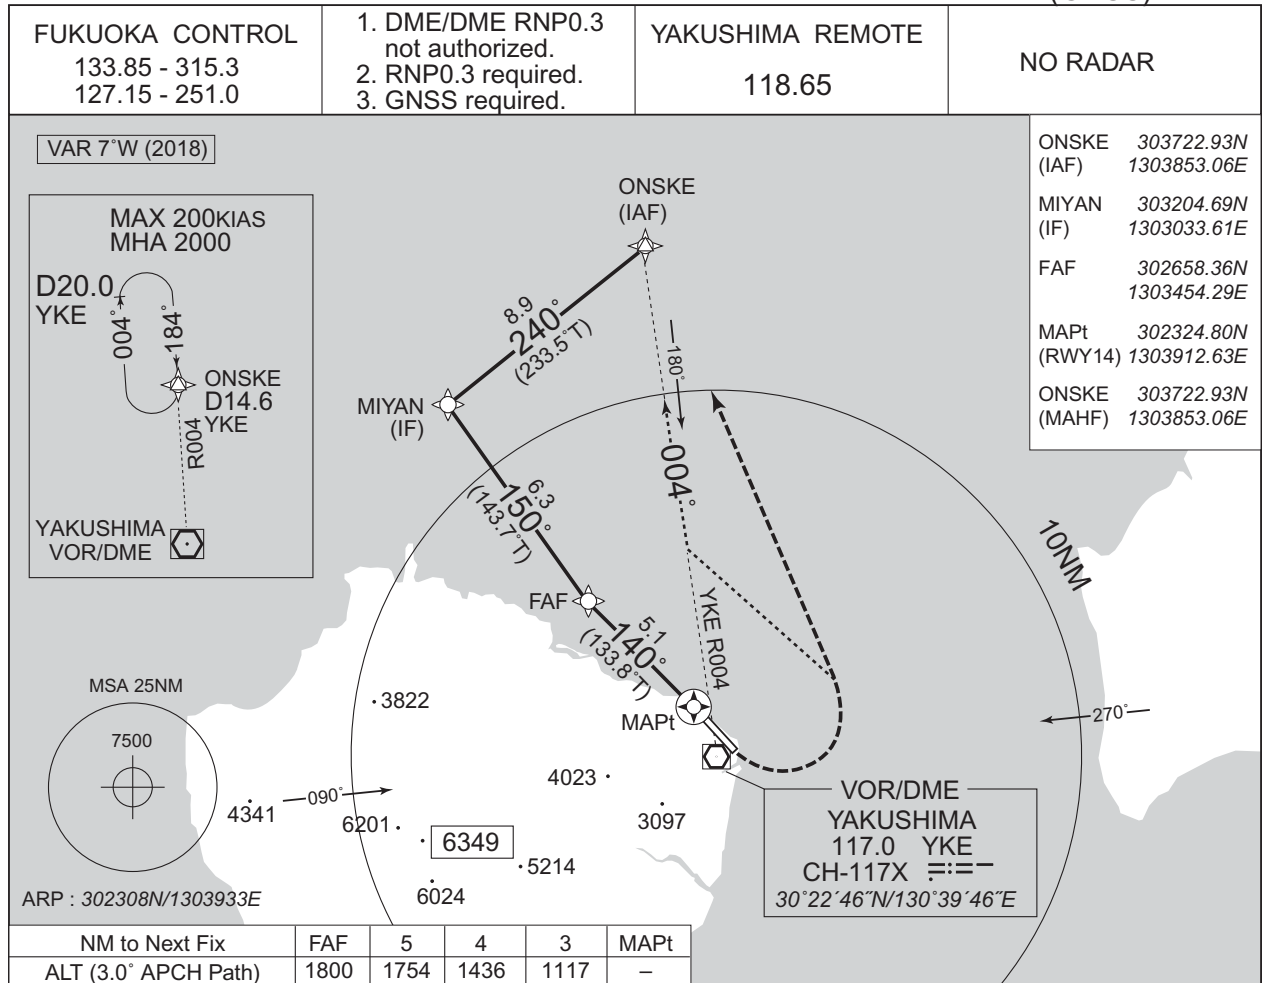 FUKUOKA CONTROL
133.85 - 315.3
127.15 - 251.0
1. DME/DME RNP0.3
not authorized.
2. RNP0.3 required.
3. GNSS required.
YAKUSHIMA REMOTE
118.65
NO RADAR
VAR 7˚W (2018)
MAX 200KIAS
MHA 2000
D20.0
YKE
004˚
184˚
ONSKE
D14.6
YKE
R004
YAKUSHIMA
VOR/DME
ONSKE
(IAF)
8.9
240˚
(233.5˚T)
MIYAN
(IF)
6.3
150˚
(143.7˚T)
180˚
004˚
YKE R004
FAF
5.1
140˚
(133.8˚T)
MAPt
10NM
270˚
090˚
ONSKE 303722.93N
(IAF) 1303853.06E
MIYAN 303204.69N
(IF) 1303033.61E
FAF 302658.36N
1303454.29E
MAPt 302324.80N
(RWY14) 1303912.63E
ONSKE 303722.93N
(MAHF) 1303853.06E
MSA 25NM
7500
3822
4341
6201
6349
6024
5214
4023
3097
VOR/DME
YAKUSHIMA
117.0 YKE
CH-117X
30˚22´46˝N/130˚39´46˝E
ARP : 302308N/1303933E
NM to Next Fix FAF 5 4 3 MAPt
ALT (3.0˚ APCH Path) 1800 1754 1436 1117 –